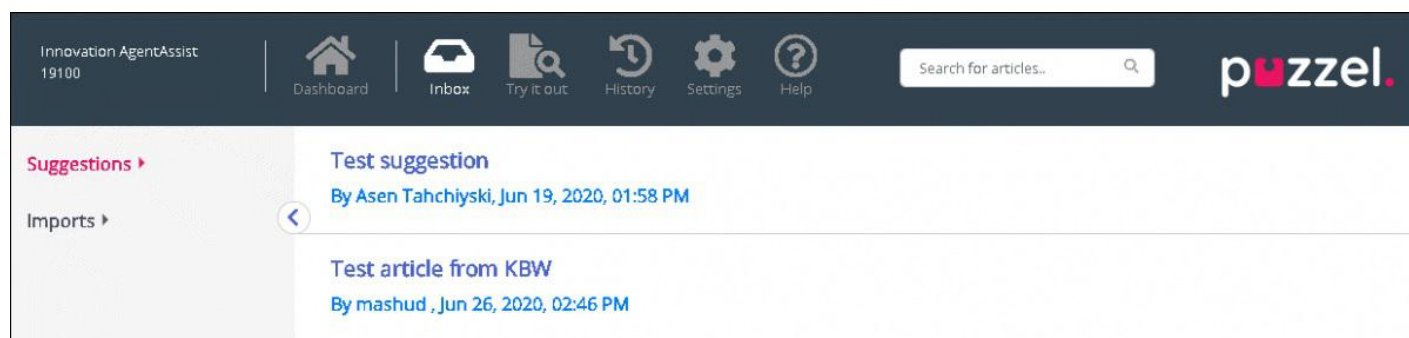 Innovation AgentAssist
19100
Dashboard
Inbox
Try it out
History
Settings
Help
Search for articles..
puzzel.
Suggestions
Imports
Test suggestion
By Asen Tahchiyski, Jun 19, 2020, 01:58 PM
Test article from KBW
By mashud , Jun 26, 2020, 02:46 PM